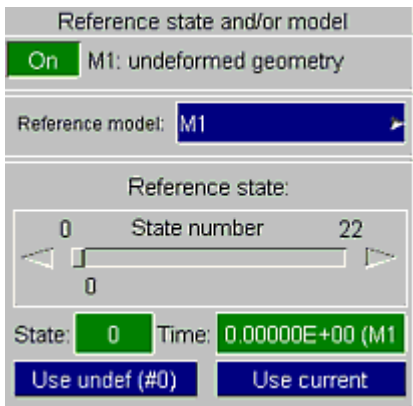 Reference state and/or model
On M1: undeformed geometry
Reference model: M1
Reference state:
0 State number 22
0
State: 0 Time: 0.00000E+00 (M1
Use undef (#0) Use current